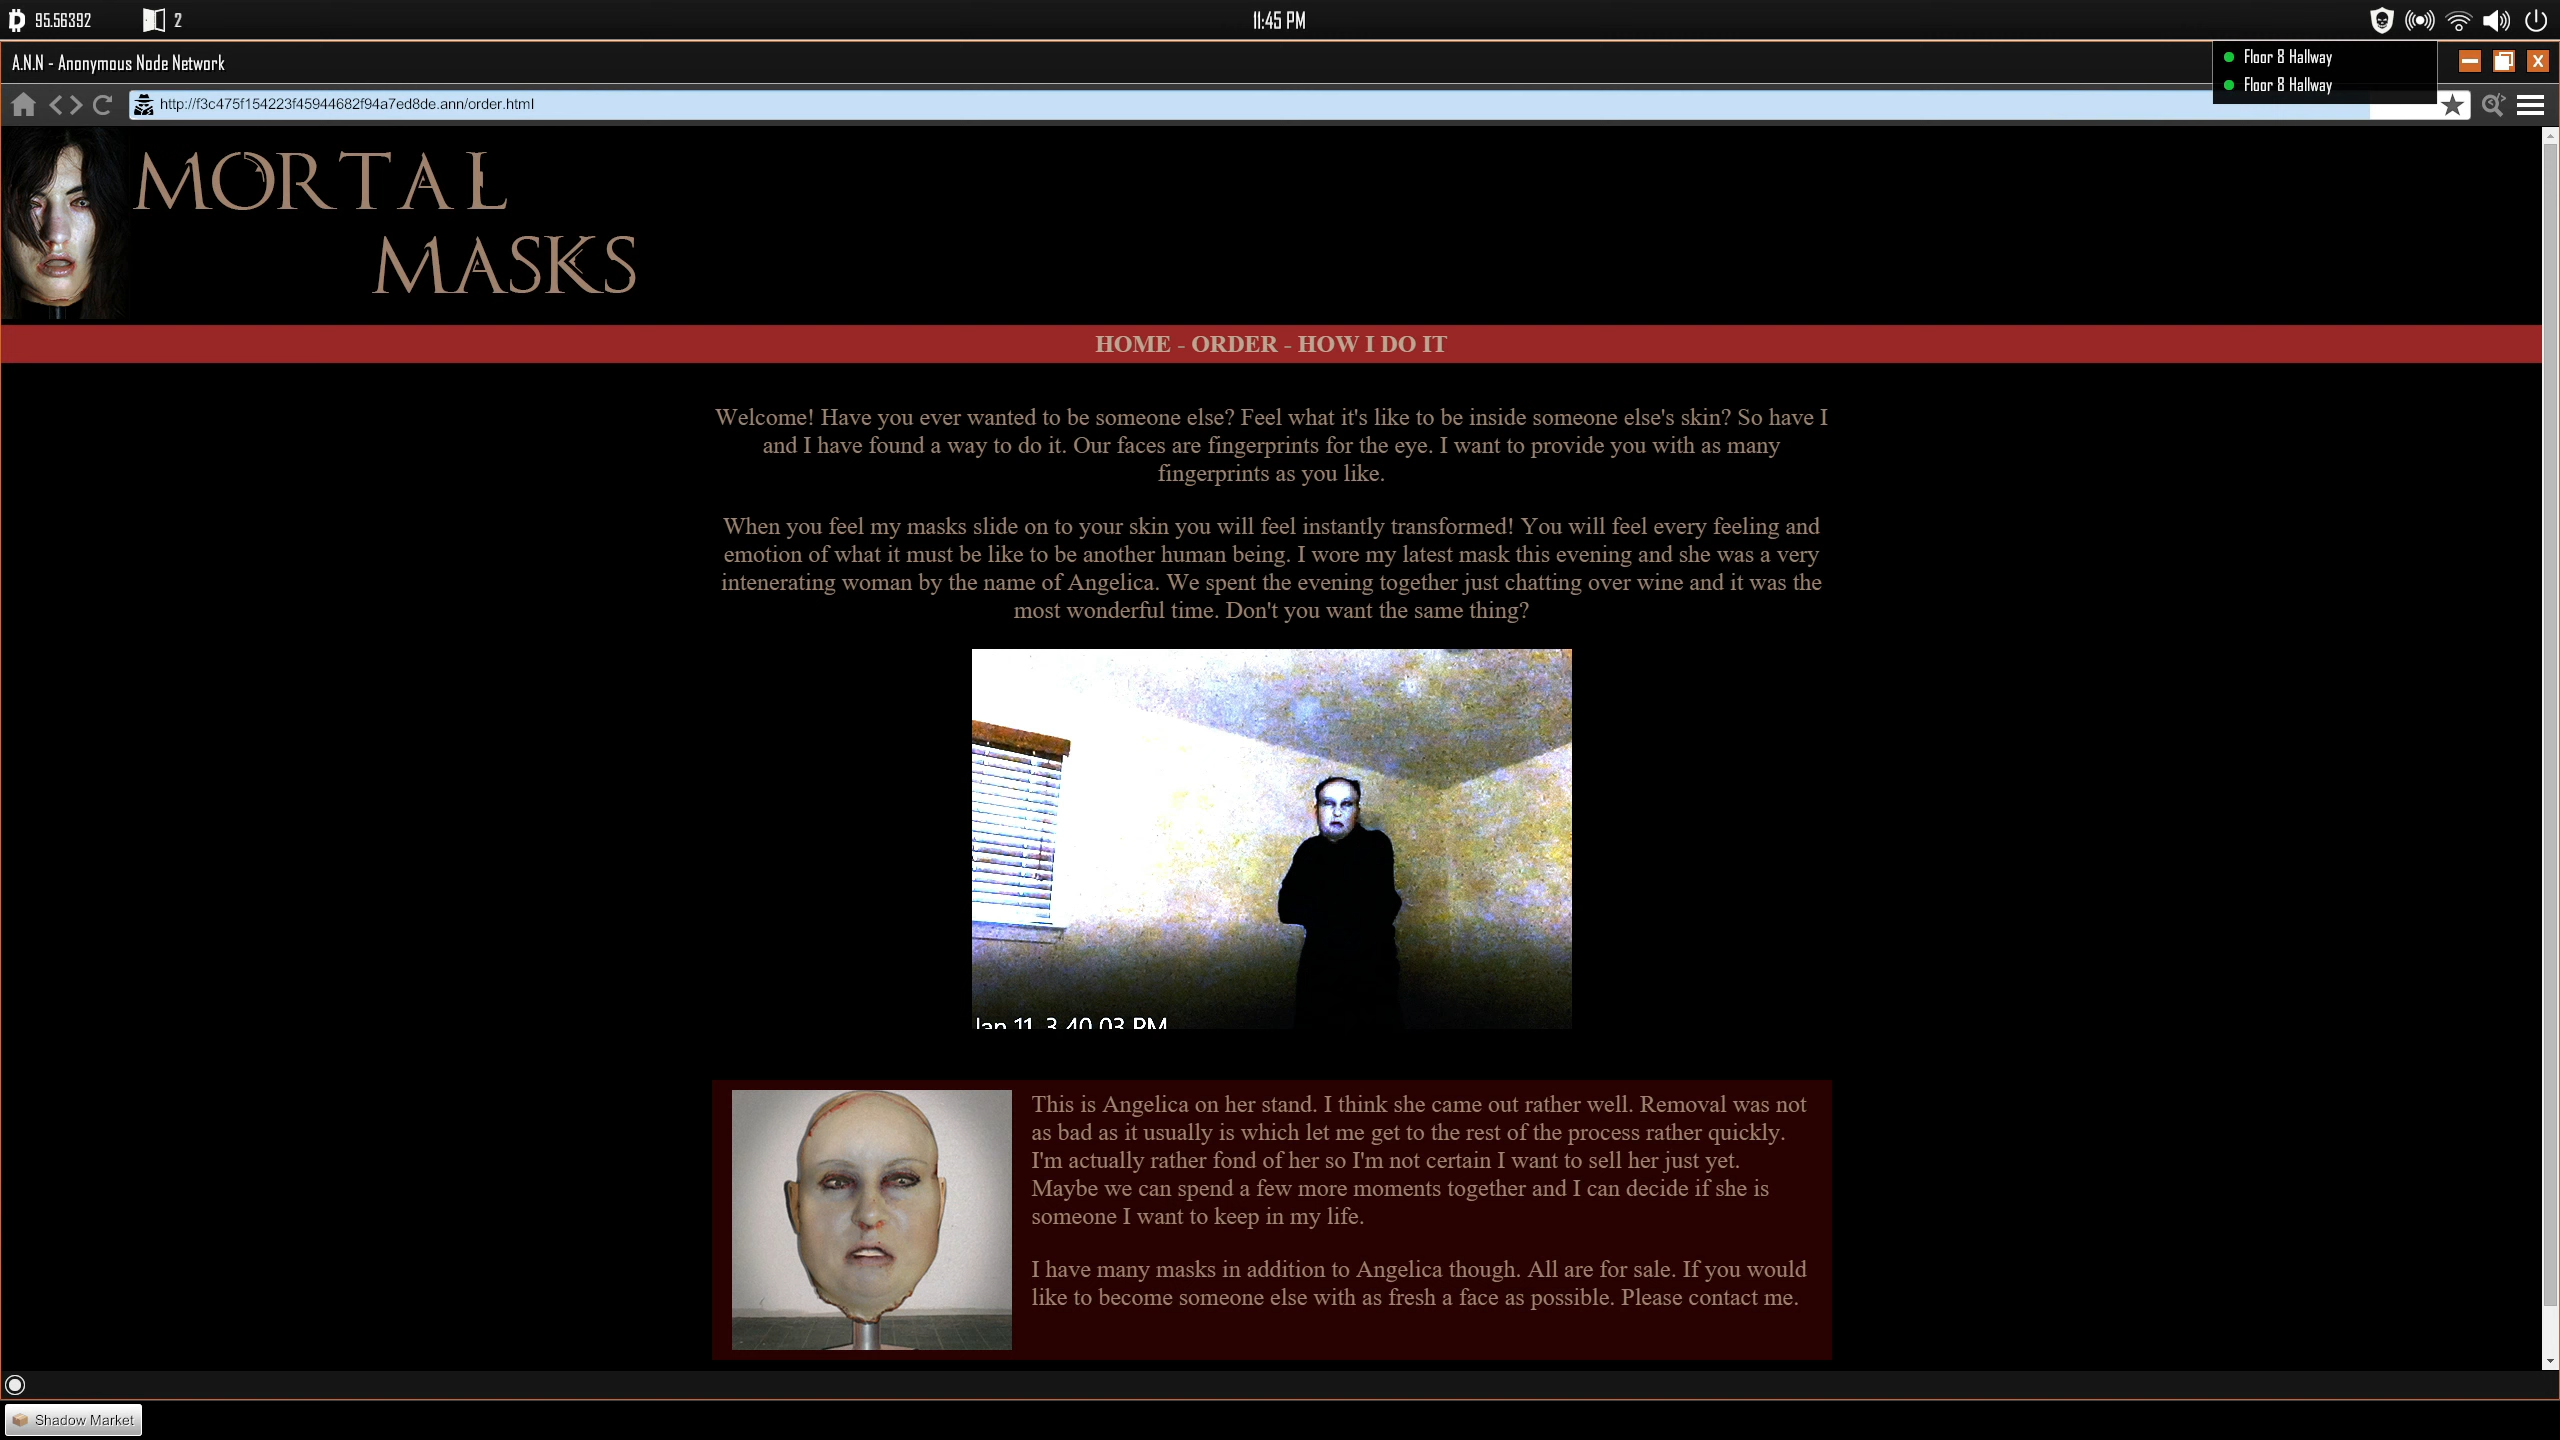 95.56392
2
11:45 PM
A.N.N - Anonymous Node Network
Floor 8 Hallway
Floor 8 Hallway
http://f3c475f154223f45944682f94a7ed8de.ann/order.html
MORTAL
MASKS
HOME - ORDER - HOW I DO IT
Welcome! Have you ever wanted to be someone else? Feel what it's like to be inside someone else's skin? So have I
and I have found a way to do it. Our faces are fingerprints for the eye. I want to provide you with as many
fingerprints as you like.
When you feel my masks slide on to your skin you will feel instantly transformed! You will feel every feeling and
emotion of what it must be like to be another human being. I wore my latest mask this evening and she was a very
intenerating woman by the name of Angelica. We spent the evening together just chatting over wine and it was the
most wonderful time. Don't you want the same thing?
Jan 11, 3 40 03 PM
This is Angelica on her stand. I think she came out rather well. Removal was not
as bad as it usually is which let me get to the rest of the process rather quickly.
I'm actually rather fond of her so I'm not certain I want to sell her just yet.
Maybe we can spend a few more moments together and I can decide if she is
someone I want to keep in my life.
I have many masks in addition to Angelica though. All are for sale. If you would
like to become someone else with as fresh a face as possible. Please contact me.
Shadow Market